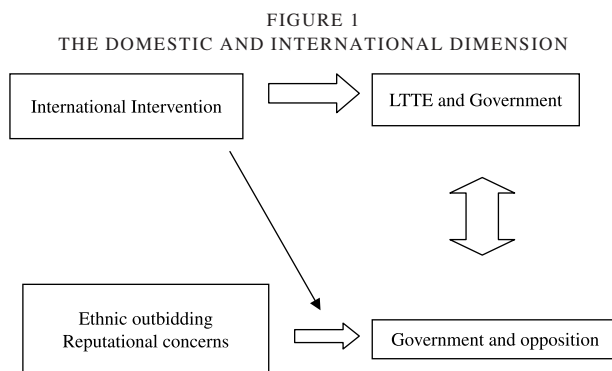 FIGURE 1
THE DOMESTIC AND INTERNATIONAL DIMENSION
International Intervention
LTTE and Government
Ethnic outbidding
Reputational concerns
Government and opposition